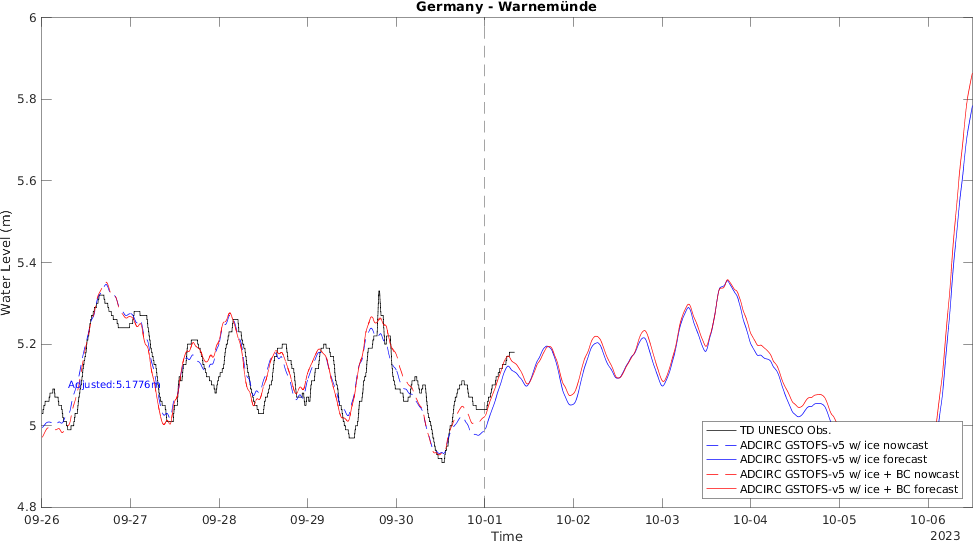 Germany - Warnemünde
6
5.8
5.6
5.4
5.2
5
4.8
Water Level (m)
Adjusted:5.1776m
TD UNESCO Obs.
ADCIRC GSTOFS-v5 w/ ice nowcast
ADCIRC GSTOFS-v5 w/ ice forecast
ADCIRC GSTOFS-v5 w/ ice + BC nowcast
ADCIRC GSTOFS-v5 w/ ice + BC forecast
09-26 09-27 09-28 09-29 09-30 10-01 10-02 10-03 10-04 10-05 10-06
Time
2023